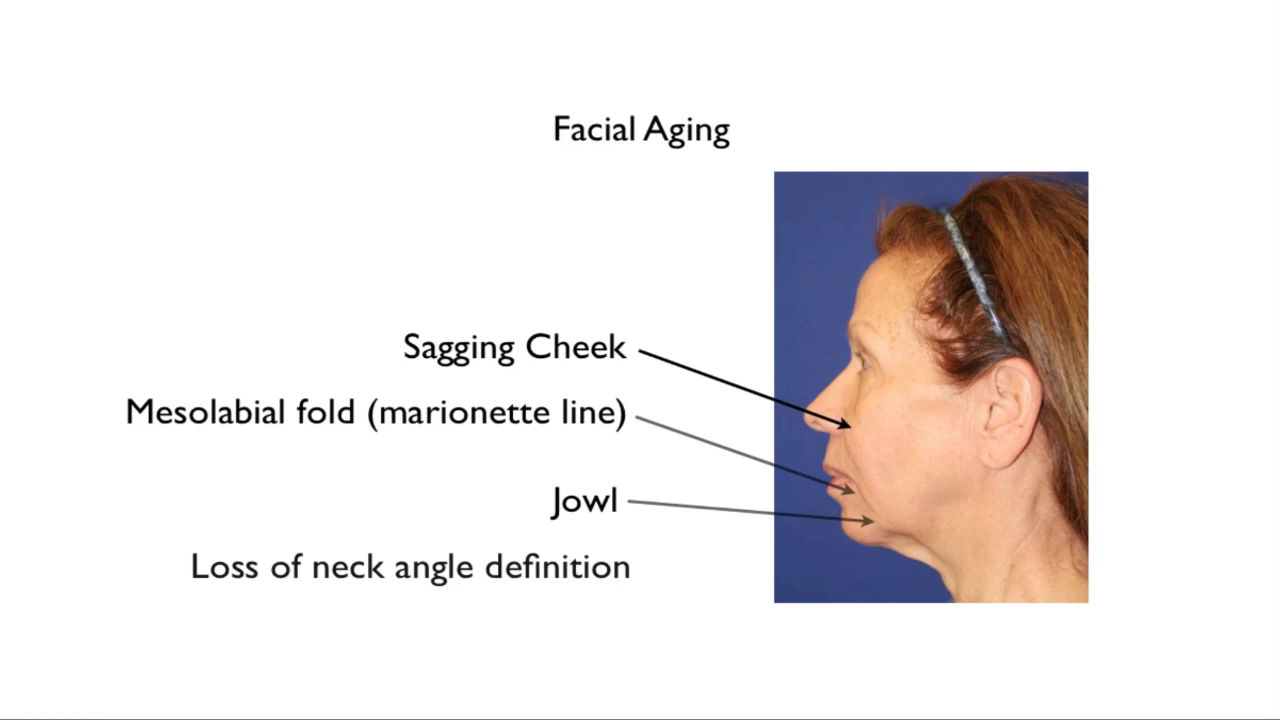 Facial Aging
Sagging Cheek
Mesolabial fold (marionette line)
Jowl
Loss of neck angle definition